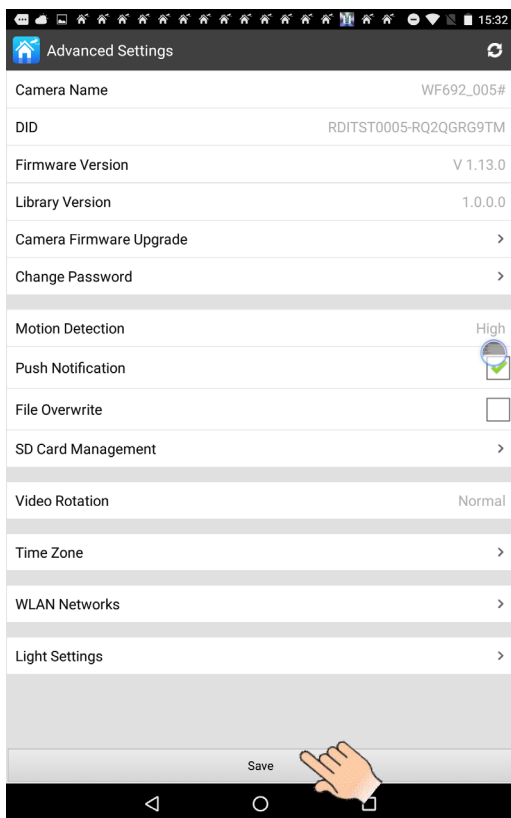 15:32
Advanced Settings
Camera Name WF692_005#
DID RDITST0005-RQ2QGRG9TM
Firmware Version V 1.13.0
Library Version 1.0.0.0
Camera Firmware Upgrade
Change Password
Motion Detection High
Push Notification
File Overwrite
SD Card Management
Video Rotation Normal
Time Zone
WLAN Networks
Light Settings
Save